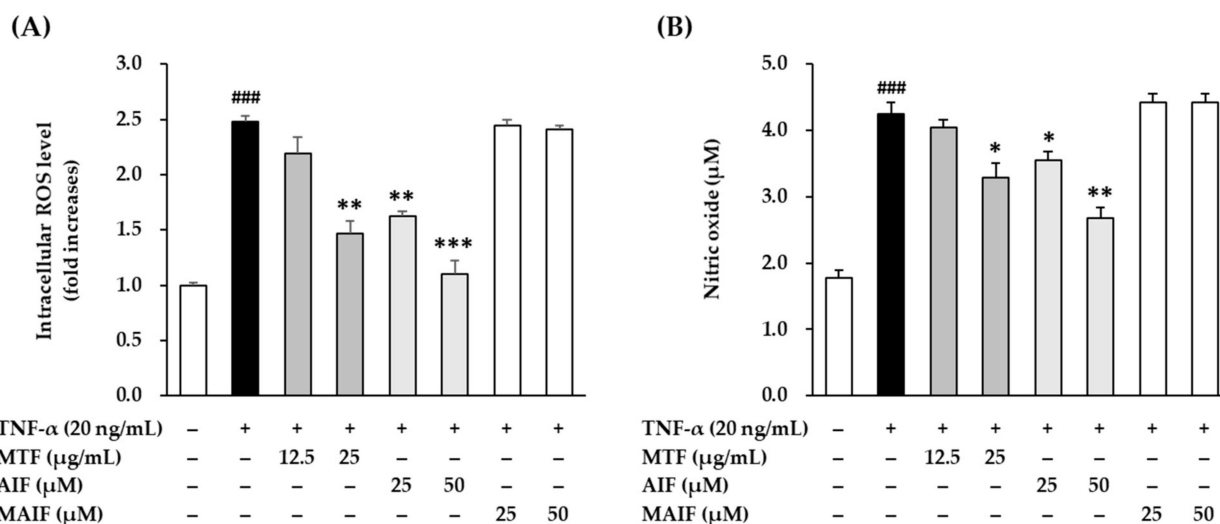 (A)
Intracellular ROS level
(fold increases)
3.0
2.5
2.0
1.5
1.0
0.5
0.0
###
**
**
***
TNF-α (20 ng/mL) – + + + + + + +
MTF (µg/mL) – – 12.5 25 – – – –
AIF (µM) – – – – 25 50 – –
MAIF (µM) – – – – – – 25 50
(B)
Nitric oxide (µM)
5.0
4.0
3.0
2.0
1.0
0.0
###
*
*
**
TNF-α (20 ng/mL) – + + + + + + +
MTF (µg/mL) – – 12.5 25 – – – –
AIF (µM) – – – – 25 50 – –
MAIF (µM) – – – – – – 25 50